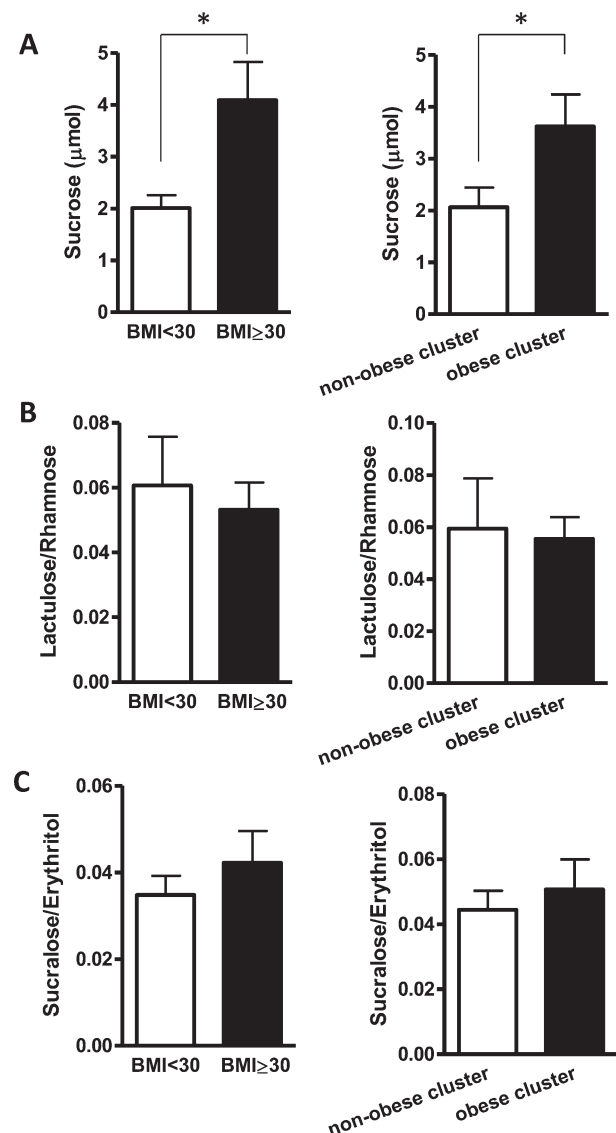 A
*
*
Sucrose (μmol)
5
4
3
2
1
0
BMI<30
BMI≥30
Sucrose (μmol)
5
4
3
2
1
0
non-obese cluster
obese cluster
B
Lactulose/Rhamnose
0.08
0.06
0.04
0.02
0.00
BMI<30
BMI≥30
Lactulose/Rhamnose
0.10
0.08
0.06
0.04
0.02
0.00
non-obese cluster
obese cluster
C
Sucralose/Erythritol
0.06
0.04
0.02
0.00
BMI<30
BMI≥30
Sucralose/Erythritol
0.08
0.06
0.04
0.02
0.00
non-obese cluster
obese cluster